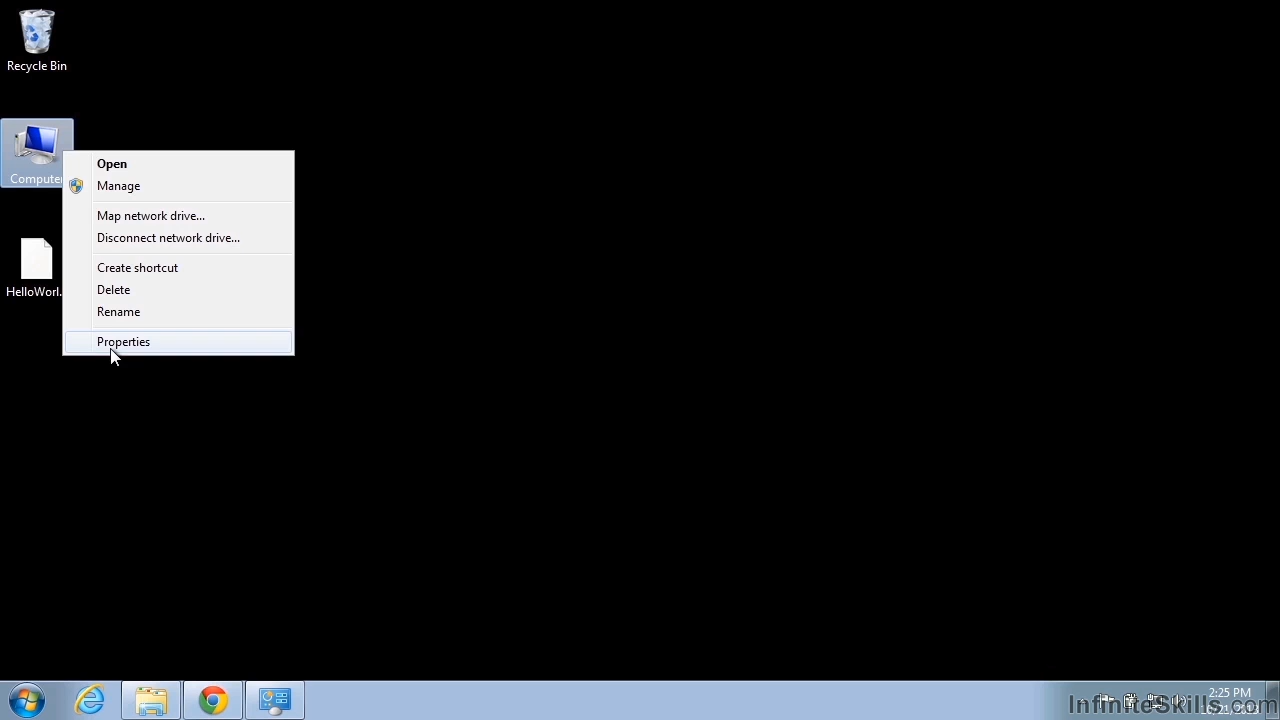 Recycle Bin
Computer
Open
Manage
Map network drive...
Disconnect network drive...
Create shortcut
Delete
Rename
Properties
HelloWorl...
2:25 PM
InfiniteSkills.com